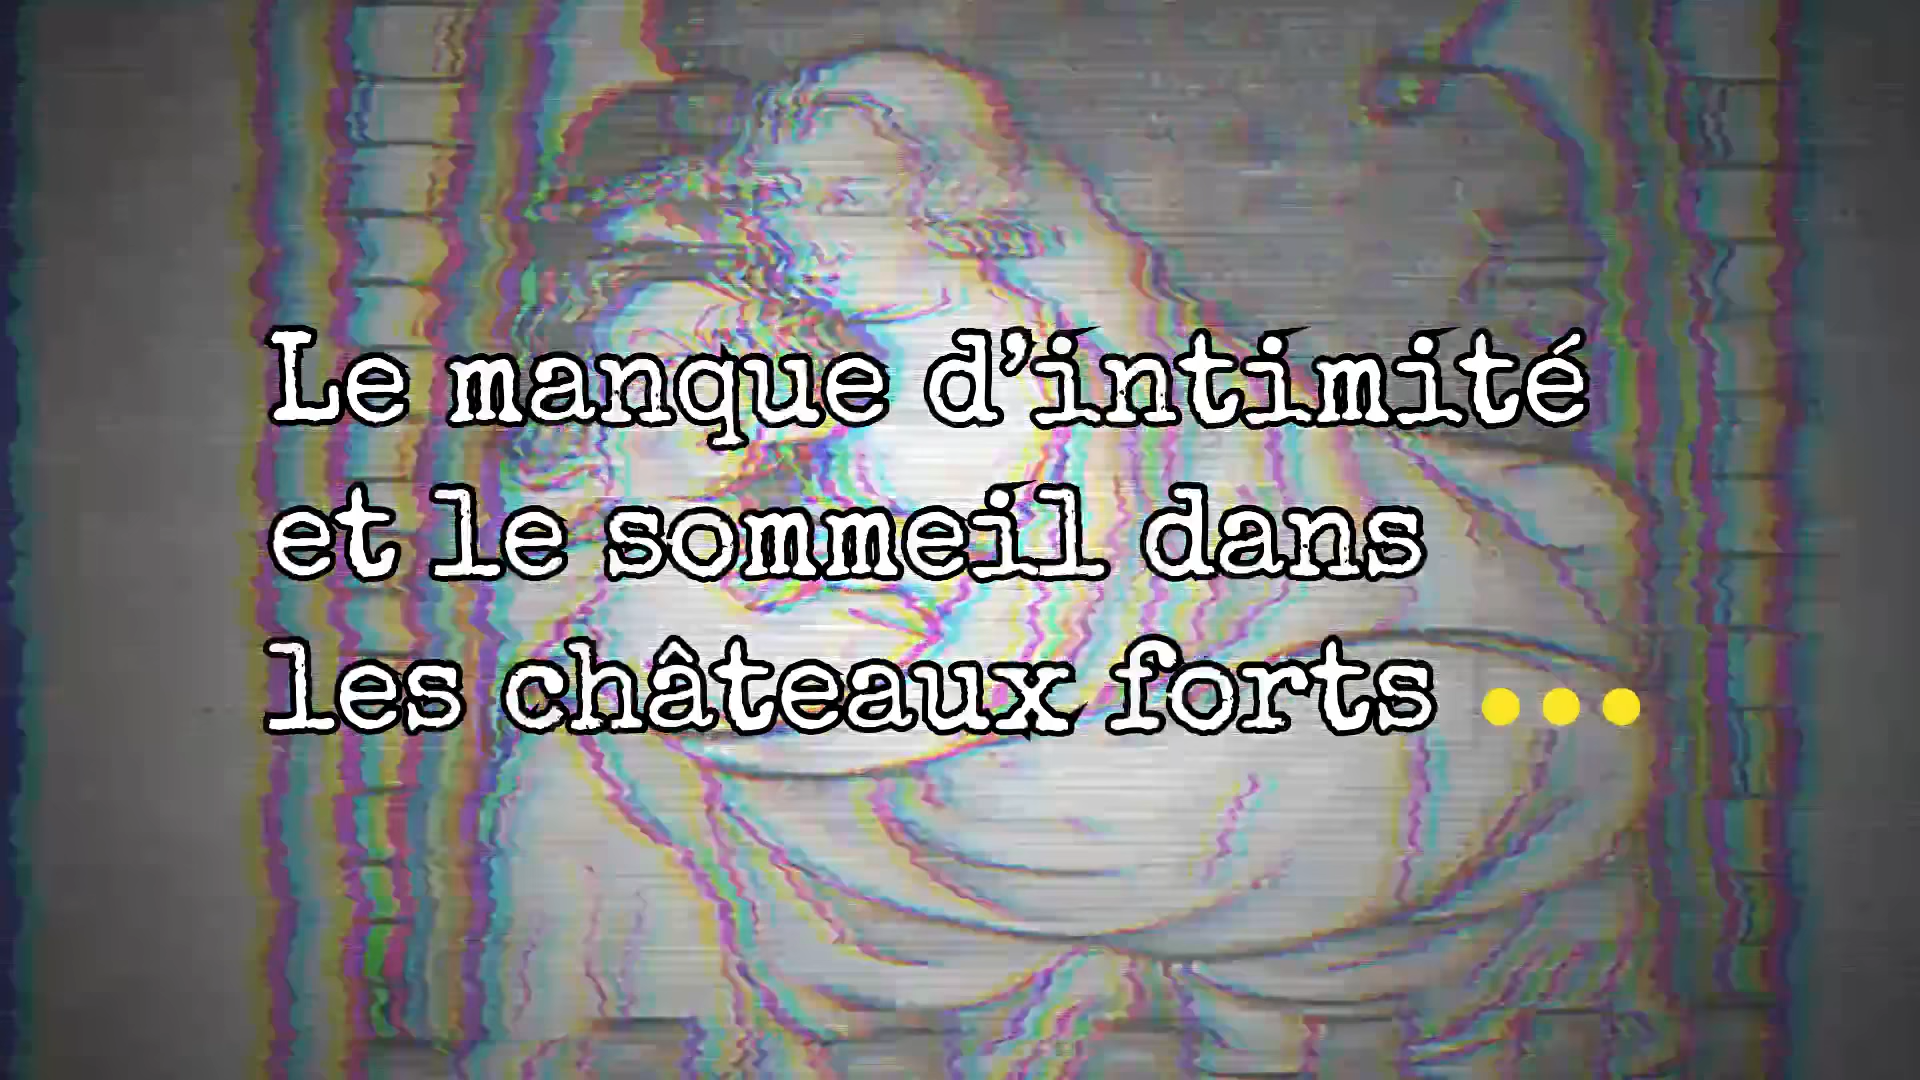 Le manque d’intimité
et le sommeil dans
les châteaux forts ...